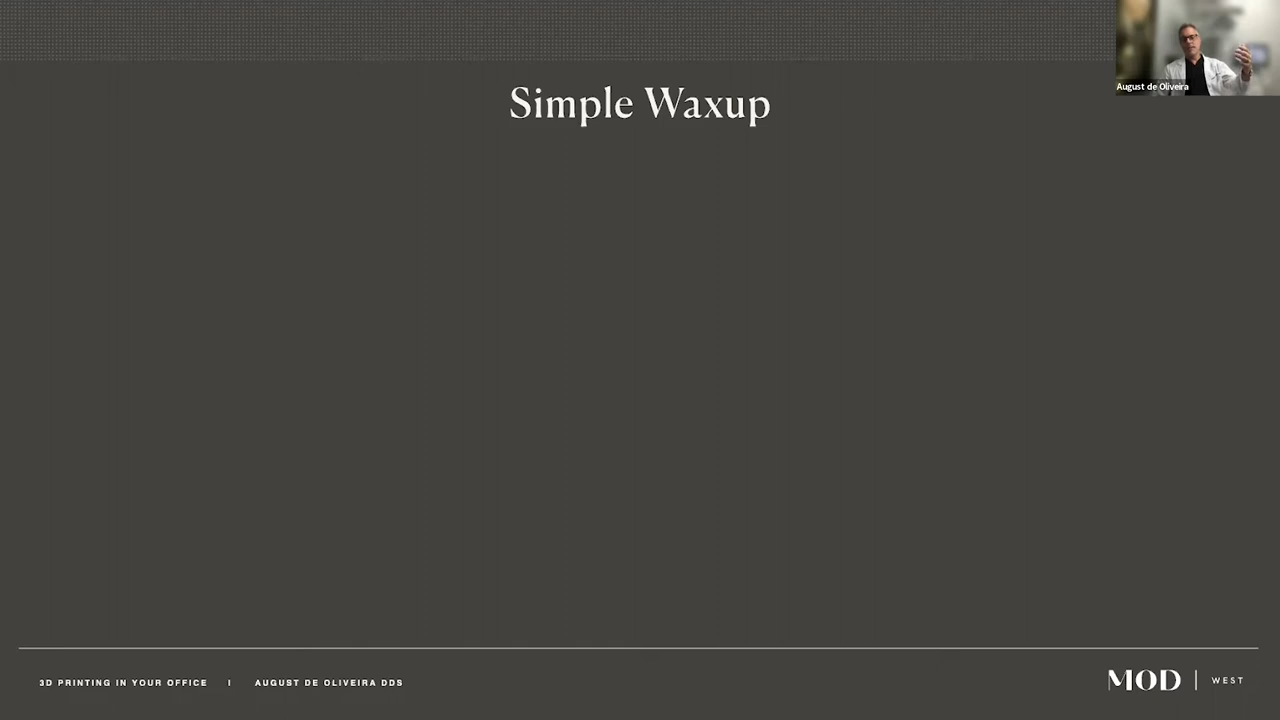 August de Oliveira
Simple Waxup
3D PRINTING IN YOUR OFFICE | AUGUST DE OLIVEIRA DDS
MOD | WEST